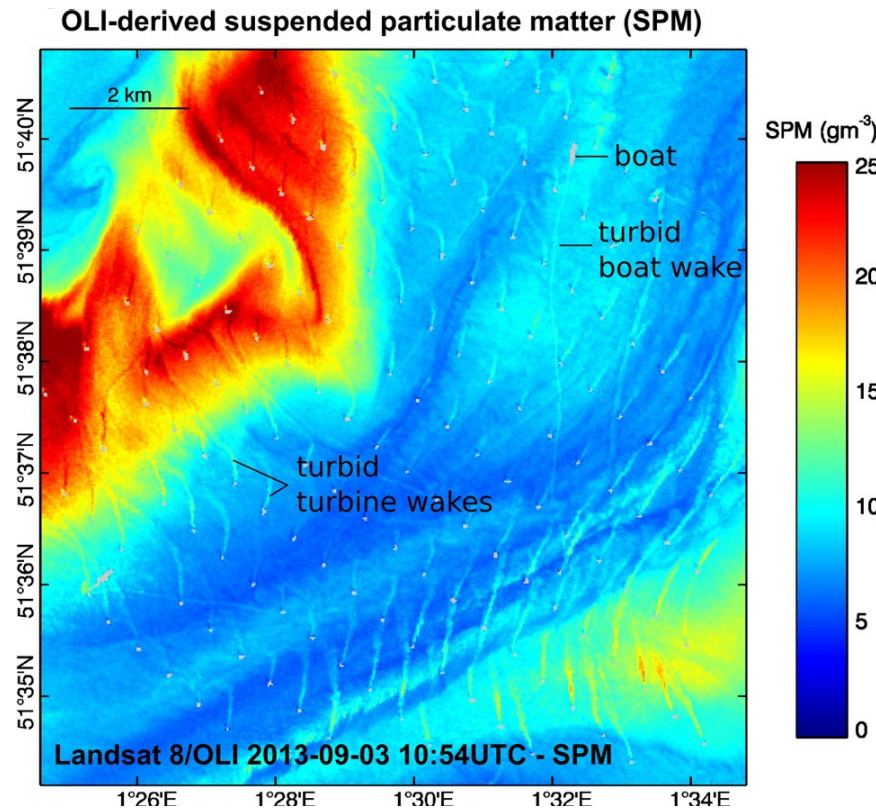 OLI-derived suspended particulate matter (SPM)
2 km
boat
turbid
boat wake
turbid
turbine wakes
Landsat 8/OLI 2013-09-03 10:54UTC - SPM
51°40'N
51°39'N
51°38'N
51°37'N
51°36'N
51°35'N
1°26'E
1°28'E
1°30'E
1°32'E
1°34'E
SPM (gm⁻³)
25
20
15
10
5
0